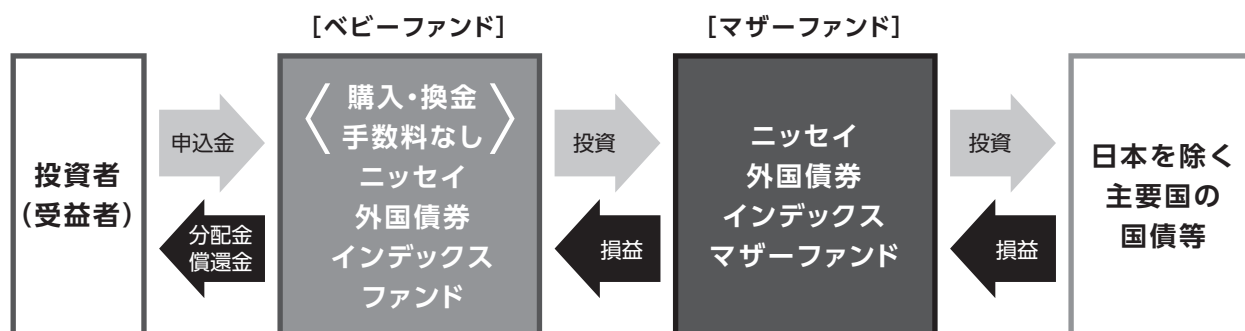 [ベビーファンド]
[マザーファンド]
投資者
(受益者)
申込金
分配金
償還金
〈購入・換金
手数料なし〉
ニッセイ
外国債券
インデックス
ファンド
投資
損益
ニッセイ
外国債券
インデックス
マザーファンド
投資
損益
日本を除く
主要国の
国債等